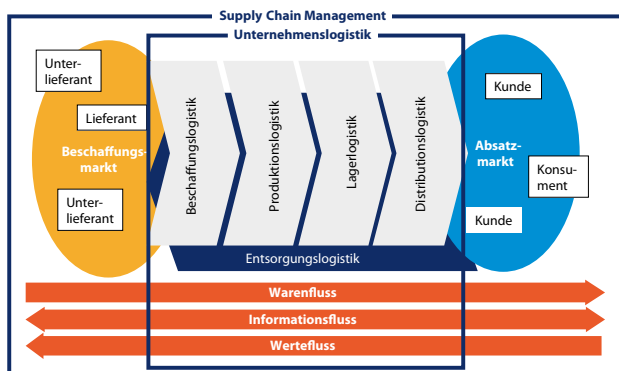 Supply Chain Management
Unternehmenslogistik
Unter-
lieferant
Lieferant
Beschaffungs-
markt
Unter-
lieferant
Beschaffungslogistik
Produktionslogistik
Lagerlogistik
Distributionslogistik
Kunde
Absatz-
markt
Konsu-
ment
Kunde
Entsorgungslogistik
Warenfluss
Informationsfluss
Wertefluss